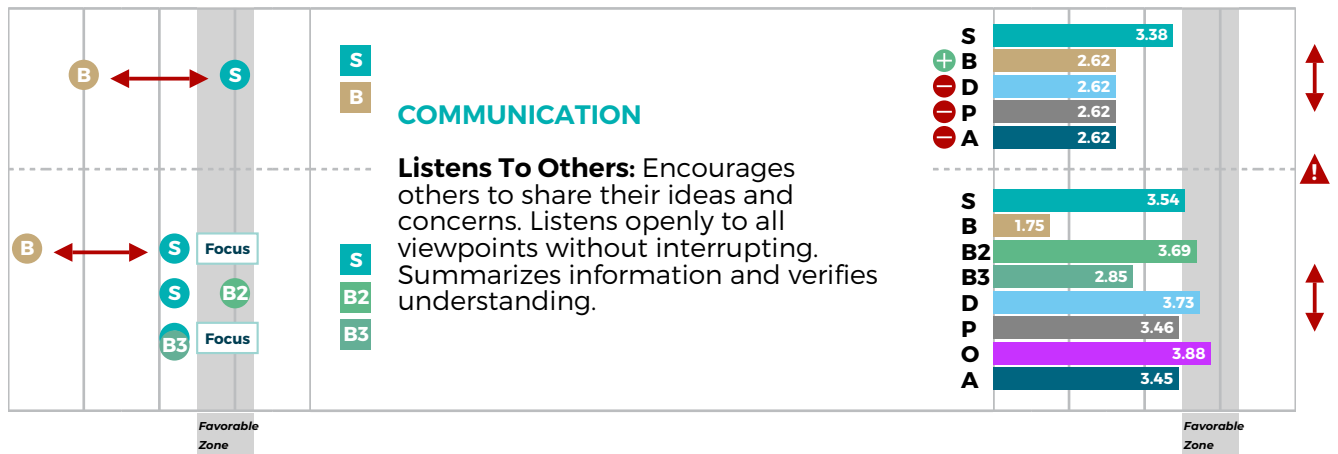 B
S
S
B
COMMUNICATION
Listens To Others: Encourages
others to share their ideas and
concerns. Listens openly to all
viewpoints without interrupting.
Summarizes information and verifies
understanding.
S 3.38
+ B 2.62
− D 2.62
− P 2.62
− A 2.62
!
B S Focus
S B2
B3 Focus
S
B2
B3
S 3.54
B 1.75
B2 3.69
B3 2.85
D 3.73
P 3.46
O 3.88
A 3.45
Favorable
Zone
Favorable
Zone